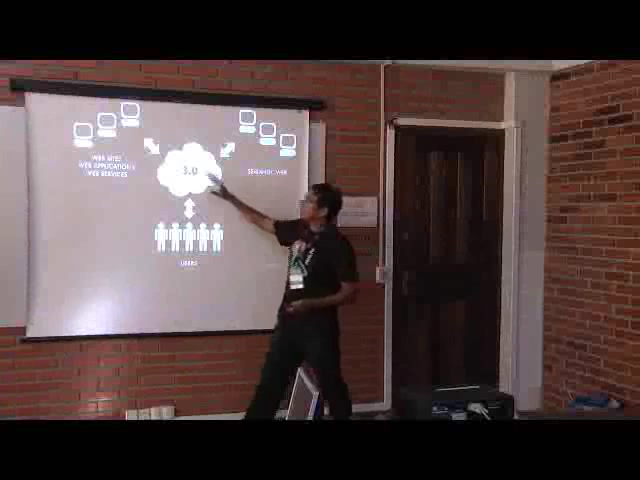 WEB SITES
WEB APPLICATIONS
WEB SERVICES
3.0
SEMANTIC WEB
USERS